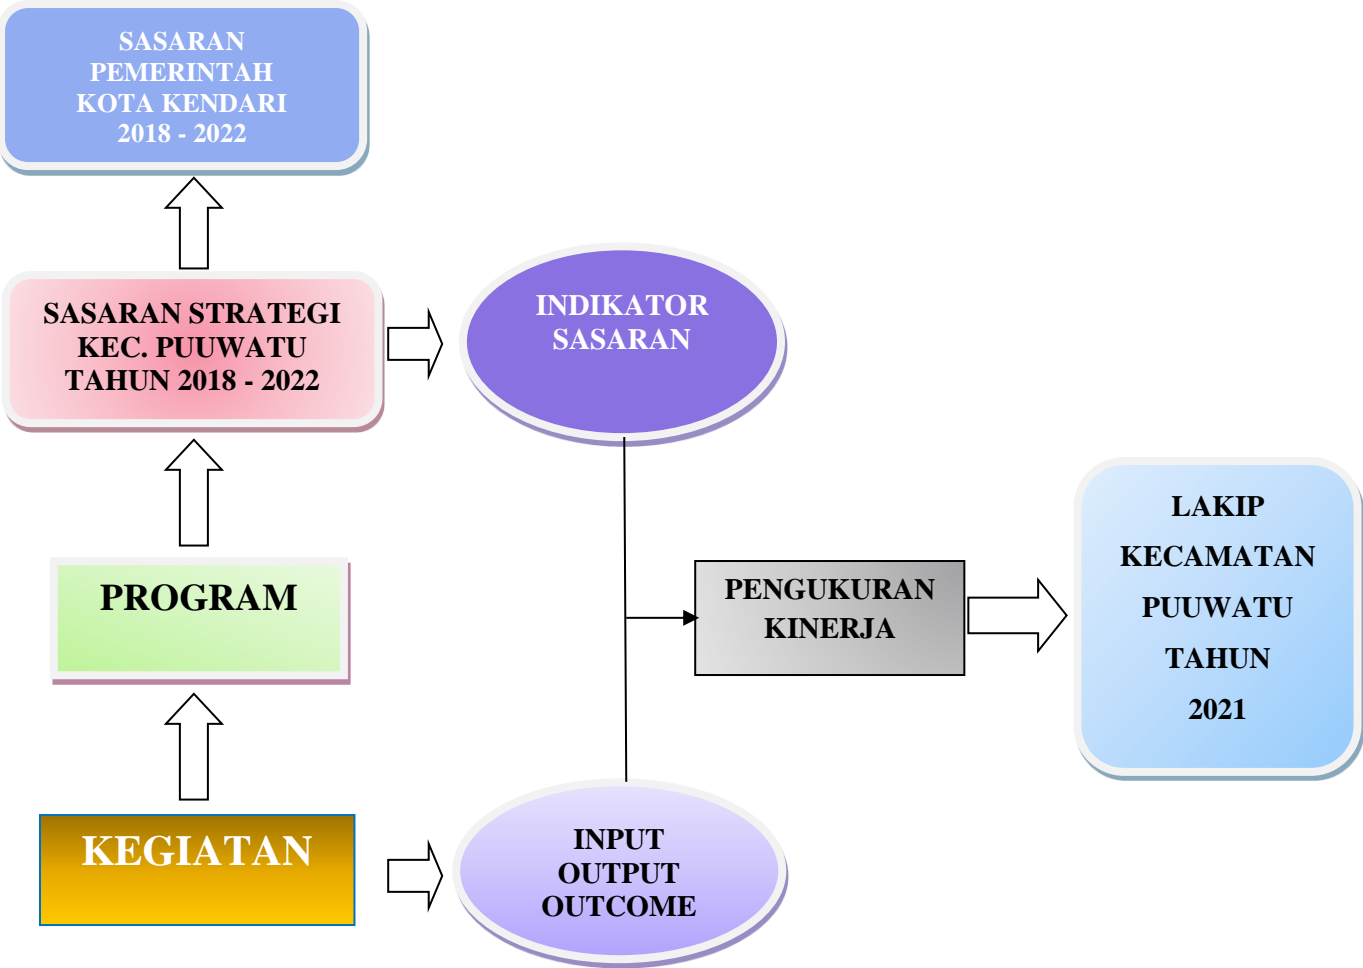 SASARAN
PEMERINTAH
KOTA KENDARI
2018 - 2022
SASARAN STRATEGI
KEC. PUUWATU
TAHUN 2018 - 2022
INDIKATOR
SASARAN
PROGRAM
PENGUKURAN
KINERJA
LAKIP
KECAMATAN
PUUWATU
TAHUN
2021
KEGIATAN
INPUT
OUTPUT
OUTCOME